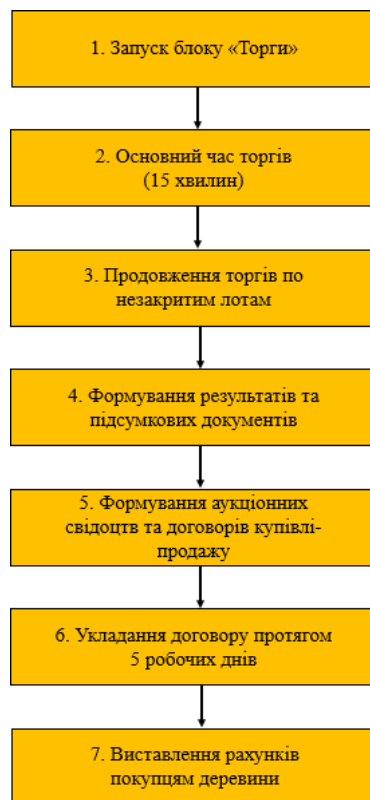 1. Запуск блоку «Торги»
2. Основний час торгів
(15 хвилин)
3. Продовження торгів по
незакритим лотам
4. Формування результатів та
підсумкових документів
5. Формування аукціонних
свідоцтв та договорів купівлі-
продажу
6. Укладання договору протягом
5 робочих днів
7. Виставлення рахунків
покупцям деревини